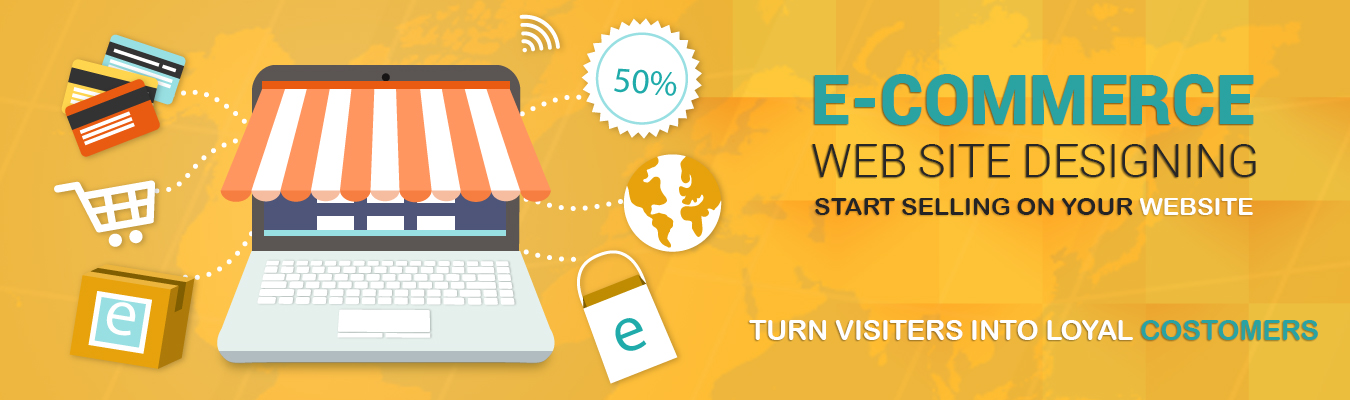 50%
e
e
E-COMMERCE
WEB SITE DESIGNING
START SELLING ON YOUR WEBSITE
TURN VISITERS INTO LOYAL COSTOMERS